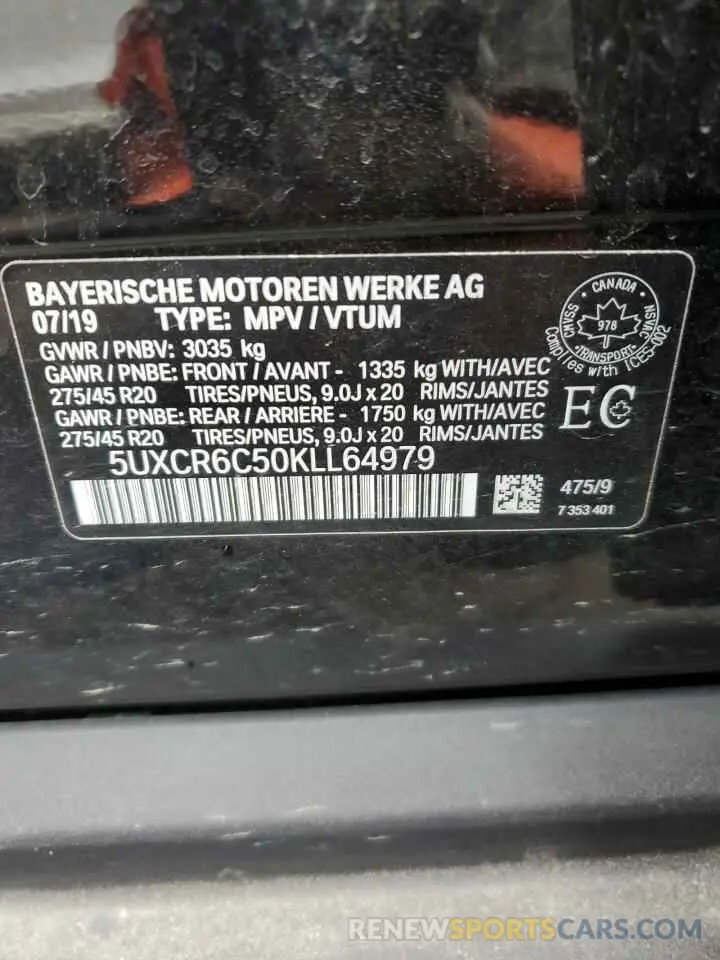 BAYERISCHE MOTOREN WERKE AG
07/19 TYPE: MPV / VTUM
GVWR / PNBV: 3035 kg
GAWR / PNBE: FRONT / AVANT - 1335 kg WITH/AVEC
275/45 R20 TIRES/PNEUS, 9.0J x 20 RIMS/JANTES
GAWR / PNBE: REAR / ARRIERE - 1750 kg WITH/AVEC
275/45 R20 TIRES/PNEUS, 9.0J x 20 RIMS/JANTES
5UXCR6C50KLL64979
CANADA
CMVSS
NSVAC
978
TRANSPORT
Complies with ICES-002
EC
475/9
7 353 401
RENEWSPORTSCARS.COM